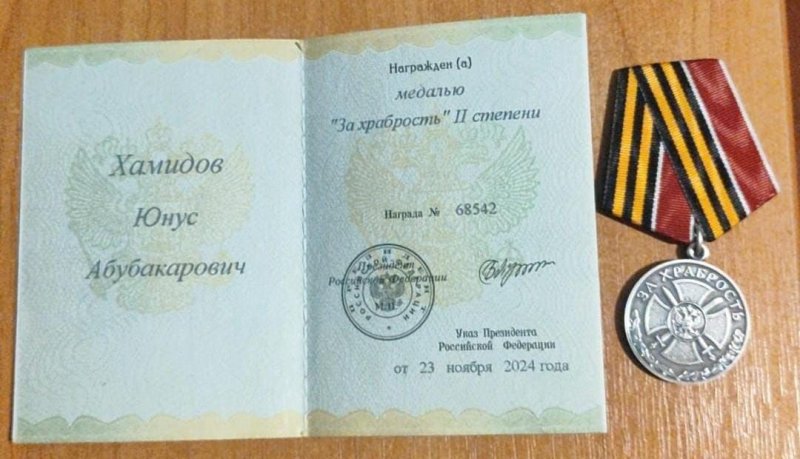 Хамидов
Юнус
Абубакарович
Награжден (а)
медалью
"За храбрость" II степени
Награда № 68542
Президент
Российской Федерации
М.П.
Указ Президента
Российской Федерации
от 23 ноября 2024 года
ЗА ХРАБРОСТЬ